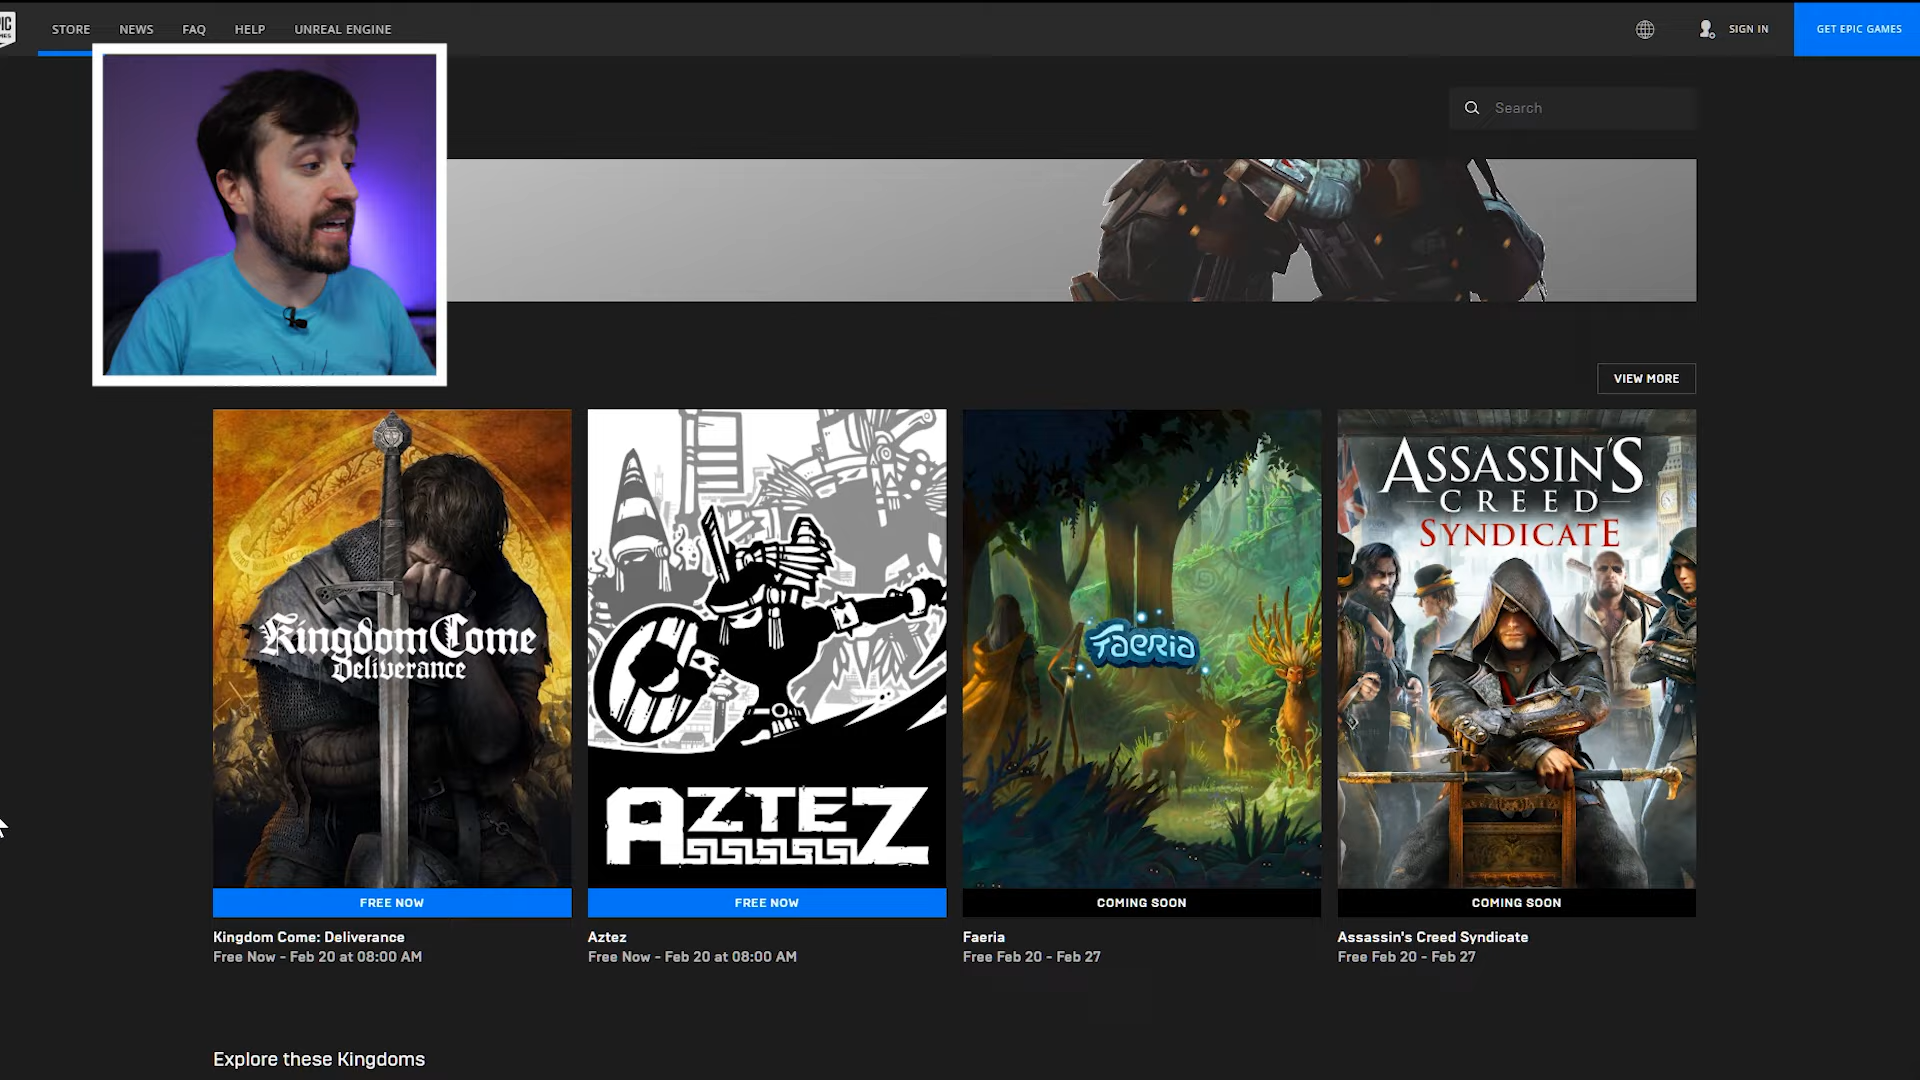 STORE NEWS FAQ HELP UNREAL ENGINE SIGN IN GET EPIC GAMES
Search
VIEW MORE
Kingdom Come
Deliverance
AZTEZ
Faeria
ASSASSIN'S
CREED
SYNDICATE
FREE NOW
FREE NOW
COMING SOON
COMING SOON
Kingdom Come: Deliverance
Free Now - Feb 20 at 08:00 AM
Aztez
Free Now - Feb 20 at 08:00 AM
Faeria
Free Feb 20 - Feb 27
Assassin's Creed Syndicate
Free Feb 20 - Feb 27
Explore these Kingdoms